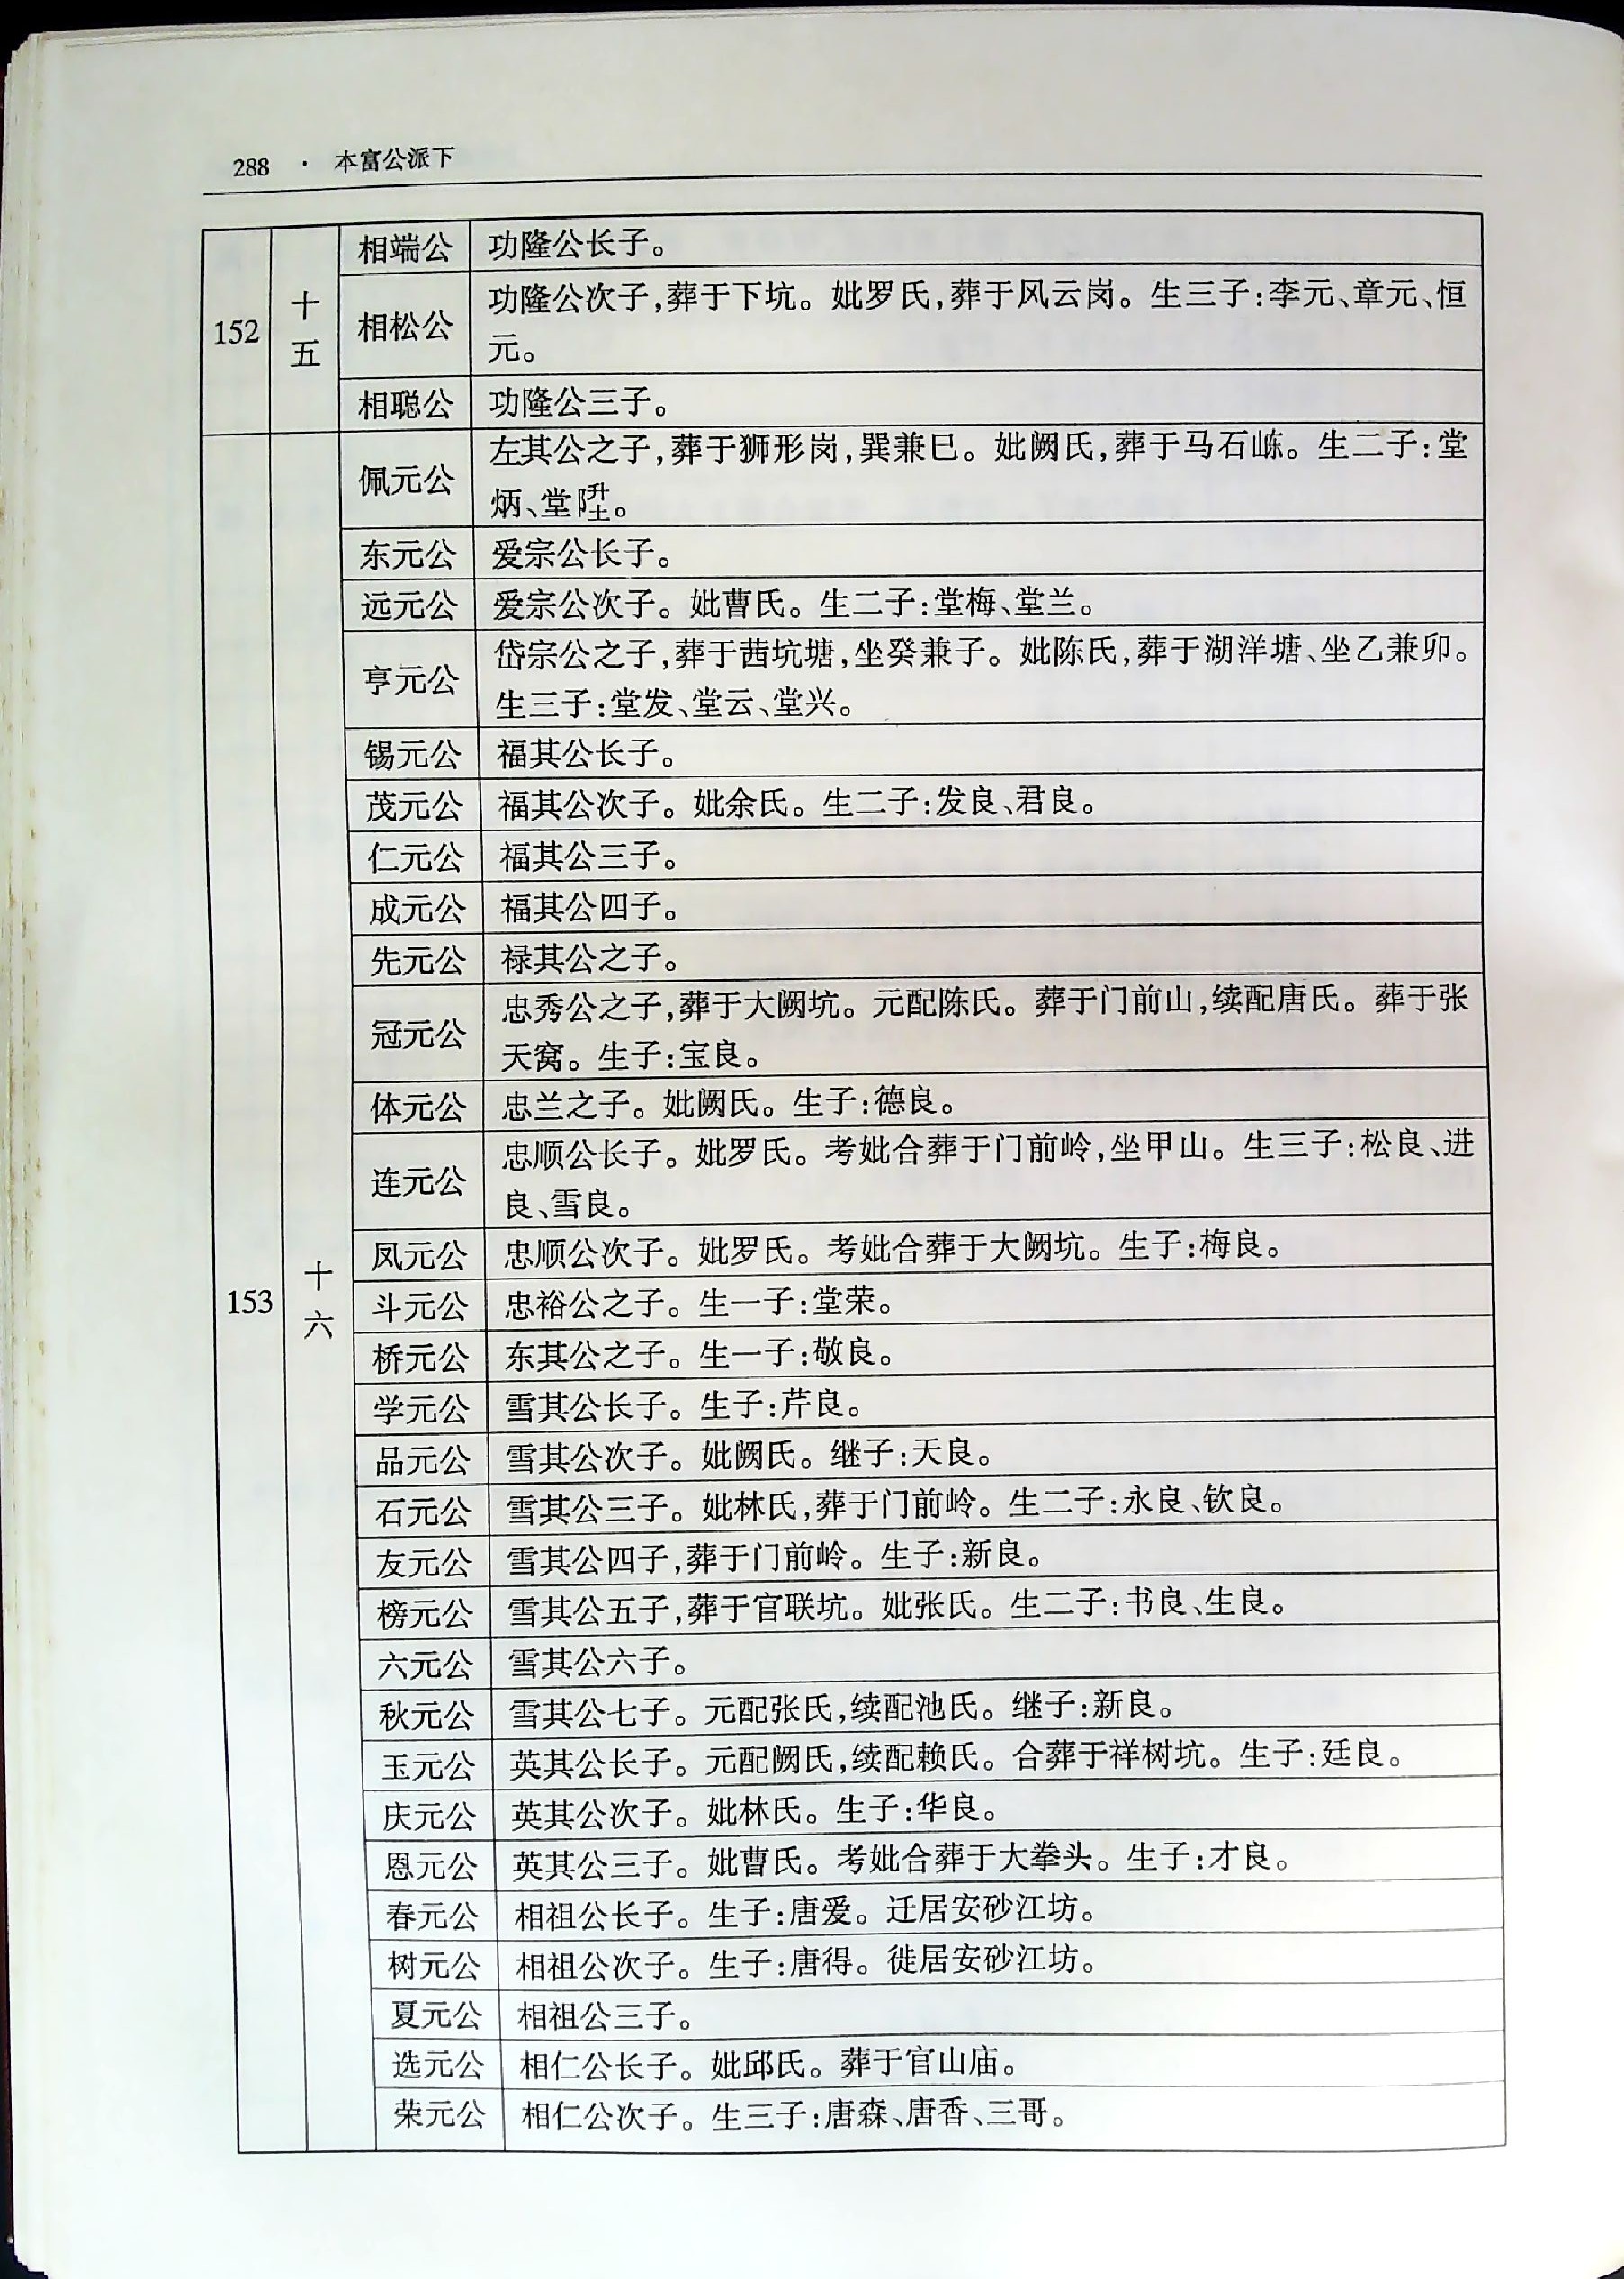 288 · 本富公派下
152 十五
相端公 功隆公长子。
相松公 功隆公次子,葬于下坑。妣罗氏,葬于风云岗。生三子:李元、章元、恒
元。
相聪公 功隆公三子。
153 十六
佩元公 左其公之子,葬于狮形岗,巽兼巳。妣阙氏,葬于马石崠。生二子:堂
炳、堂陞。
东元公 爱宗公长子。
远元公 爱宗公次子。妣曹氏。生二子:堂梅、堂兰。
亨元公 岱宗公之子,葬于茜坑塘,坐癸兼子。妣陈氏,葬于湖洋塘、坐乙兼卯。
生三子:堂发、堂云、堂兴。
锡元公 福其公长子。
茂元公 福其公次子。妣余氏。生二子:发良、君良。
仁元公 福其公三子。
成元公 福其公四子。
先元公 禄其公之子。
冠元公 忠秀公之子,葬于大阙坑。元配陈氏。葬于门前山,续配唐氏。葬于张
天窝。生子:宝良。
体元公 忠兰之子。妣阙氏。生子:德良。
连元公 忠顺公长子。妣罗氏。考妣合葬于门前岭,坐甲山。生三子:松良、进
良、雪良。
凤元公 忠顺公次子。妣罗氏。考妣合葬于大阙坑。生子:梅良。
斗元公 忠裕公之子。生一子:堂荣。
桥元公 东其公之子。生一子:敬良。
学元公 雪其公长子。生子:芹良。
品元公 雪其公次子。妣阙氏。继子:天良。
石元公 雪其公三子。妣林氏,葬于门前岭。生二子:永良、钦良。
友元公 雪其公四子,葬于门前岭。生子:新良。
榜元公 雪其公五子,葬于官联坑。妣张氏。生二子:书良、生良。
六元公 雪其公六子。
秋元公 雪其公七子。元配张氏,续配池氏。继子:新良。
玉元公 英其公长子。元配阙氏,续配赖氏。合葬于祥树坑。生子:廷良。
庆元公 英其公次子。妣林氏。生子:华良。
恩元公 英其公三子。妣曹氏。考妣合葬于大拳头。生子:才良。
春元公 相祖公长子。生子:唐爱。迁居安砂江坊。
树元公 相祖公次子。生子:唐得。徙居安砂江坊。
夏元公 相祖公三子。
选元公 相仁公长子。妣邱氏。葬于官山庙。
荣元公 相仁公次子。生三子:唐森、唐香、三哥。